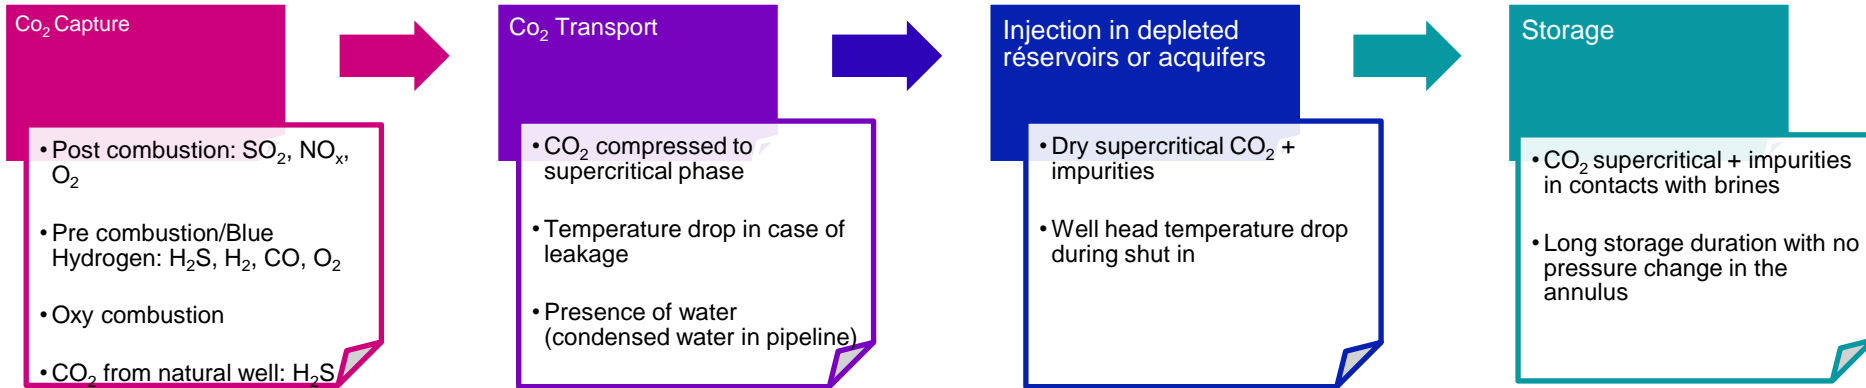 Co₂ Capture
• Post combustion: SO₂, NOₓ,
O₂
• Pre combustion/Blue
Hydrogen: H₂S, H₂, CO, O₂
• Oxy combustion
• CO₂ from natural well: H₂S
Co₂ Transport
• CO₂ compressed to
supercritical phase
• Temperature drop in case of
leakage
• Presence of water
(condensed water in pipeline)
Injection in depleted
réservoirs or acquifers
• Dry supercritical CO₂ +
impurities
• Well head temperature drop
during shut in
Storage
• CO₂ supercritical + impurities
in contacts with brines
• Long storage duration with no
pressure change in the
annulus